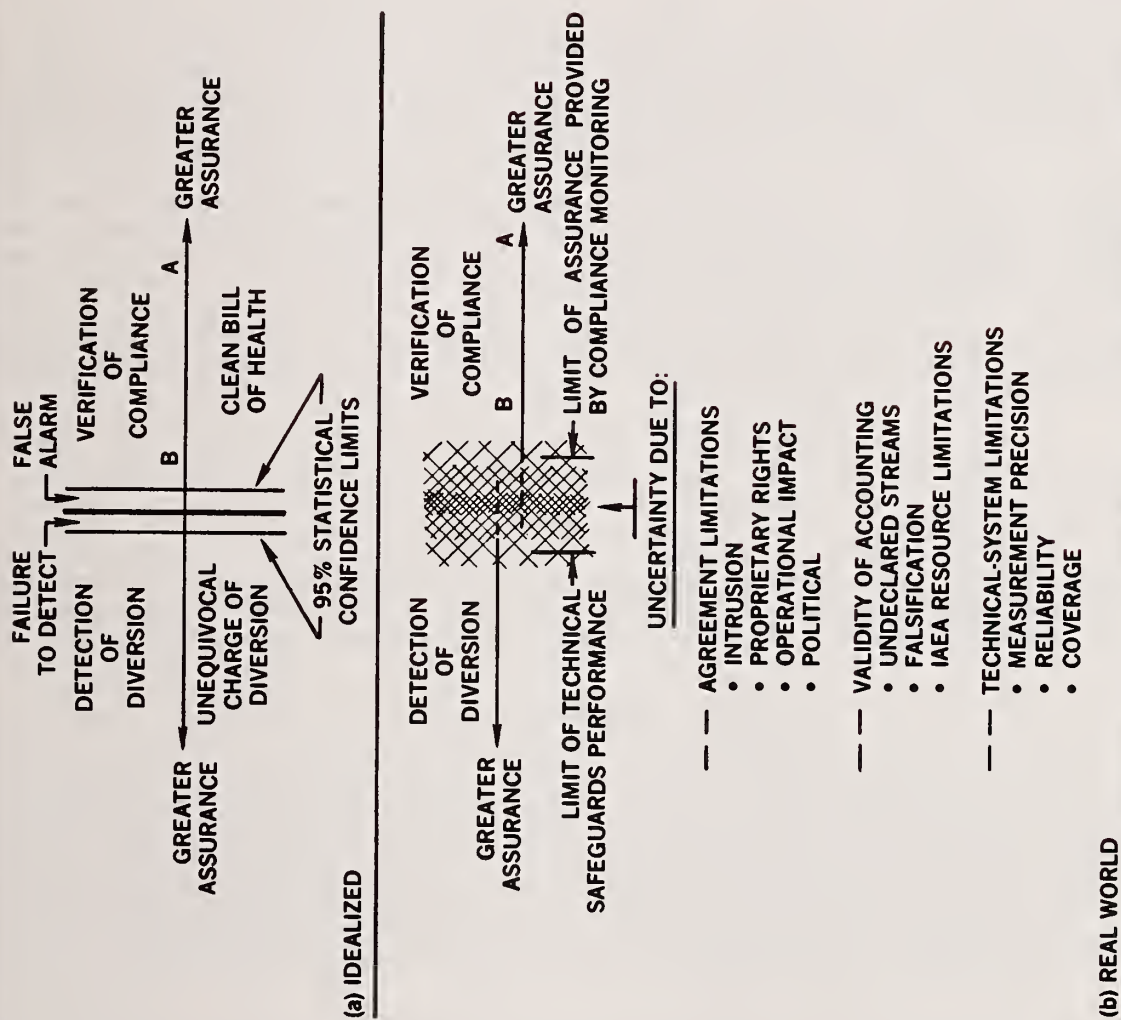 FAILURE
TO DETECT
FALSE
ALARM
DETECTION
OF
DIVERSION
VERIFICATION
OF
COMPLIANCE
B
A
GREATER
ASSURANCE
GREATER
ASSURANCE
UNEQUIVOCAL
CHARGE OF
DIVERSION
CLEAN BILL
OF HEALTH
95% STATISTICAL
CONFIDENCE LIMITS
(a) IDEALIZED
DETECTION
OF
DIVERSION
VERIFICATION
OF
COMPLIANCE
B
A
GREATER
ASSURANCE
GREATER
ASSURANCE
LIMIT OF TECHNICAL
SAFEGUARDS PERFORMANCE
LIMIT OF ASSURANCE PROVIDED
BY COMPLIANCE MONITORING
UNCERTAINTY DUE TO:
— — AGREEMENT LIMITATIONS
• INTRUSION
• PROPRIETARY RIGHTS
• OPERATIONAL IMPACT
• POLITICAL
— — VALIDITY OF ACCOUNTING
• UNDECLARED STREAMS
• FALSIFICATION
• IAEA RESOURCE LIMITATIONS
— — TECHNICAL-SYSTEM LIMITATIONS
• MEASUREMENT PRECISION
• RELIABILITY
• COVERAGE
(b) REAL WORLD